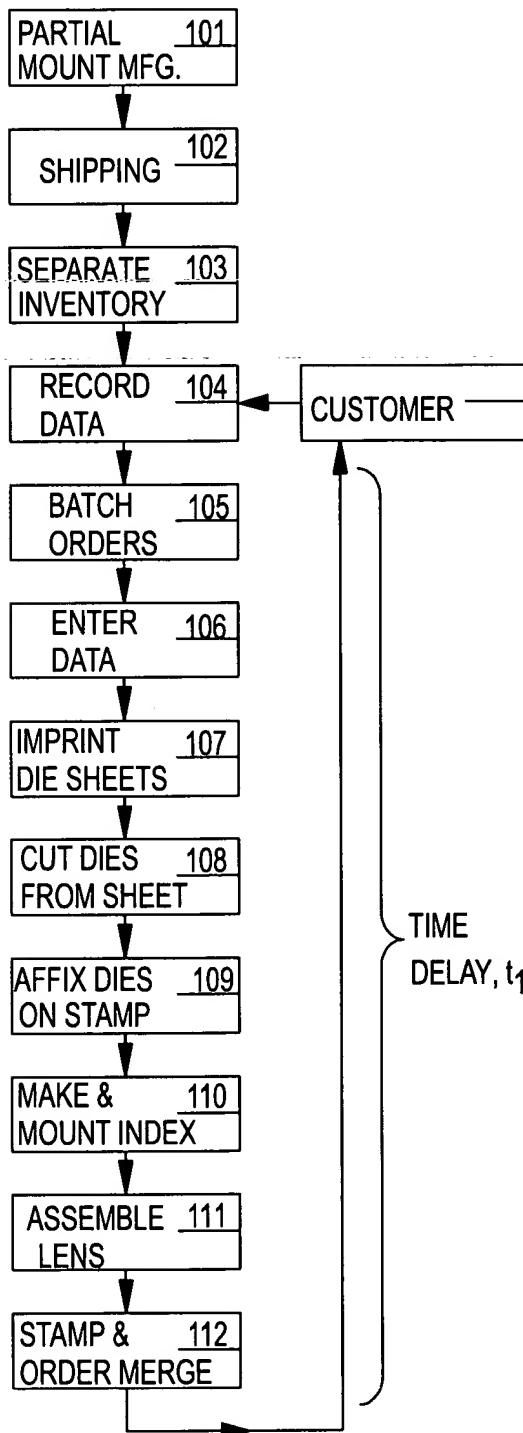 PARTIAL 101
MOUNT MFG.
102
SHIPPING
SEPARATE 103
INVENTORY
RECORD 104
DATA
CUSTOMER
BATCH 105
ORDERS
ENTER 106
DATA
IMPRINT 107
DIE SHEETS
CUT DIES 108
FROM SHEET
TIME
DELAY, t1
AFFIX DIES 109
ON STAMP
MAKE & 110
MOUNT INDEX
ASSEMBLE 111
LENS
STAMP & 112
ORDER MERGE